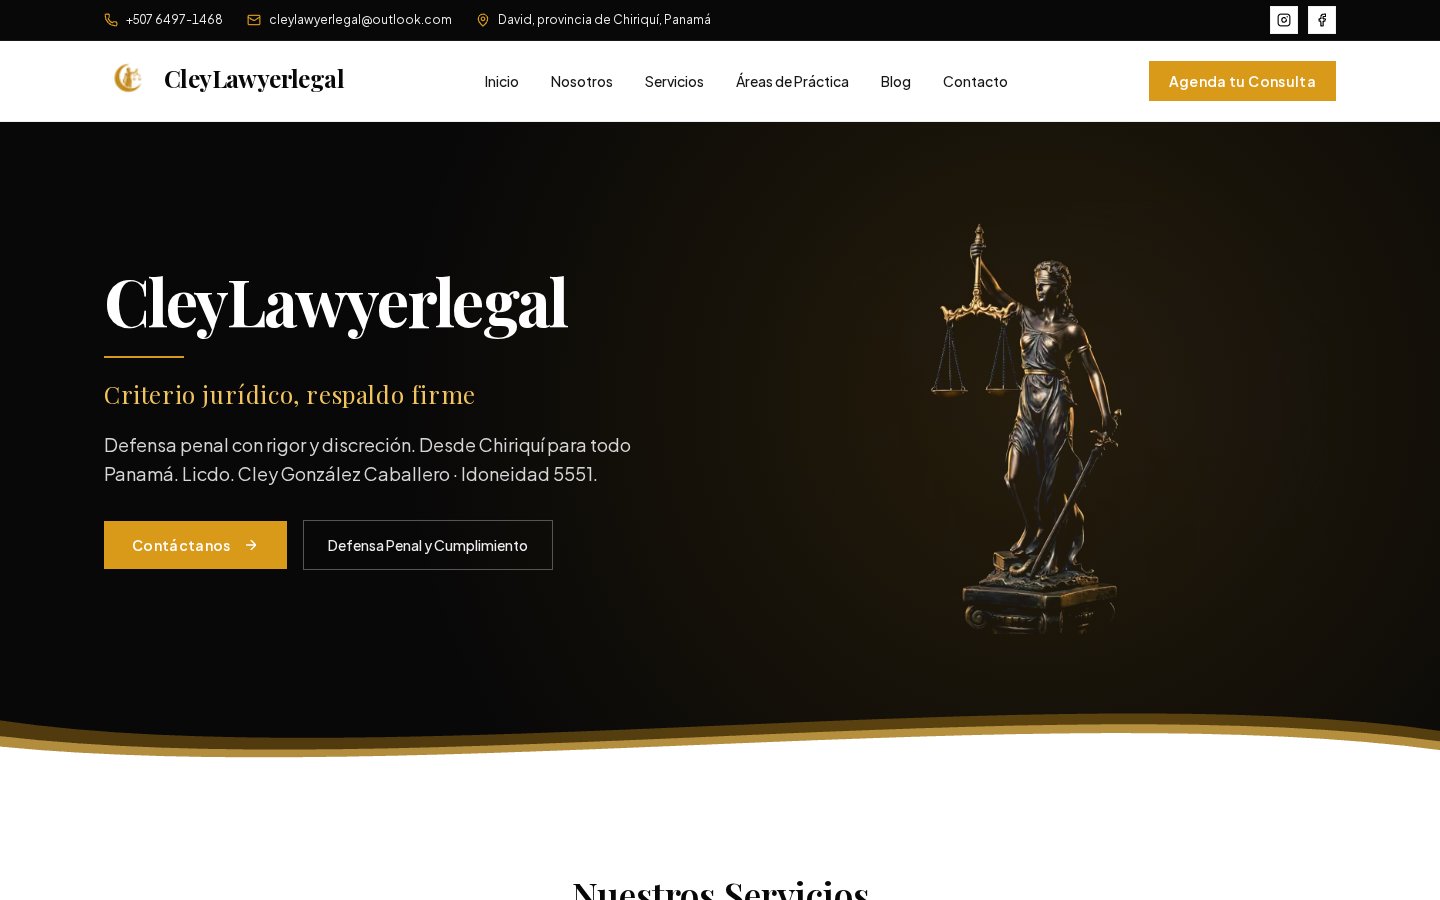 +507 6497-1468
cleylawyerlegal@outlook.com
David, provincia de Chiriquí, Panamá
CleyLawyerlegal
Inicio
Nosotros
Servicios
Áreas de Práctica
Blog
Contacto
Agenda tu Consulta
CleyLawyerlegal
Criterio jurídico, respaldo firme
Defensa penal con rigor y discreción. Desde Chiriquí para todo
Panamá. Licdo. Cley González Caballero · Idoneidad 5551.
Contáctanos
Defensa Penal y Cumplimiento
Nuestros Servicios